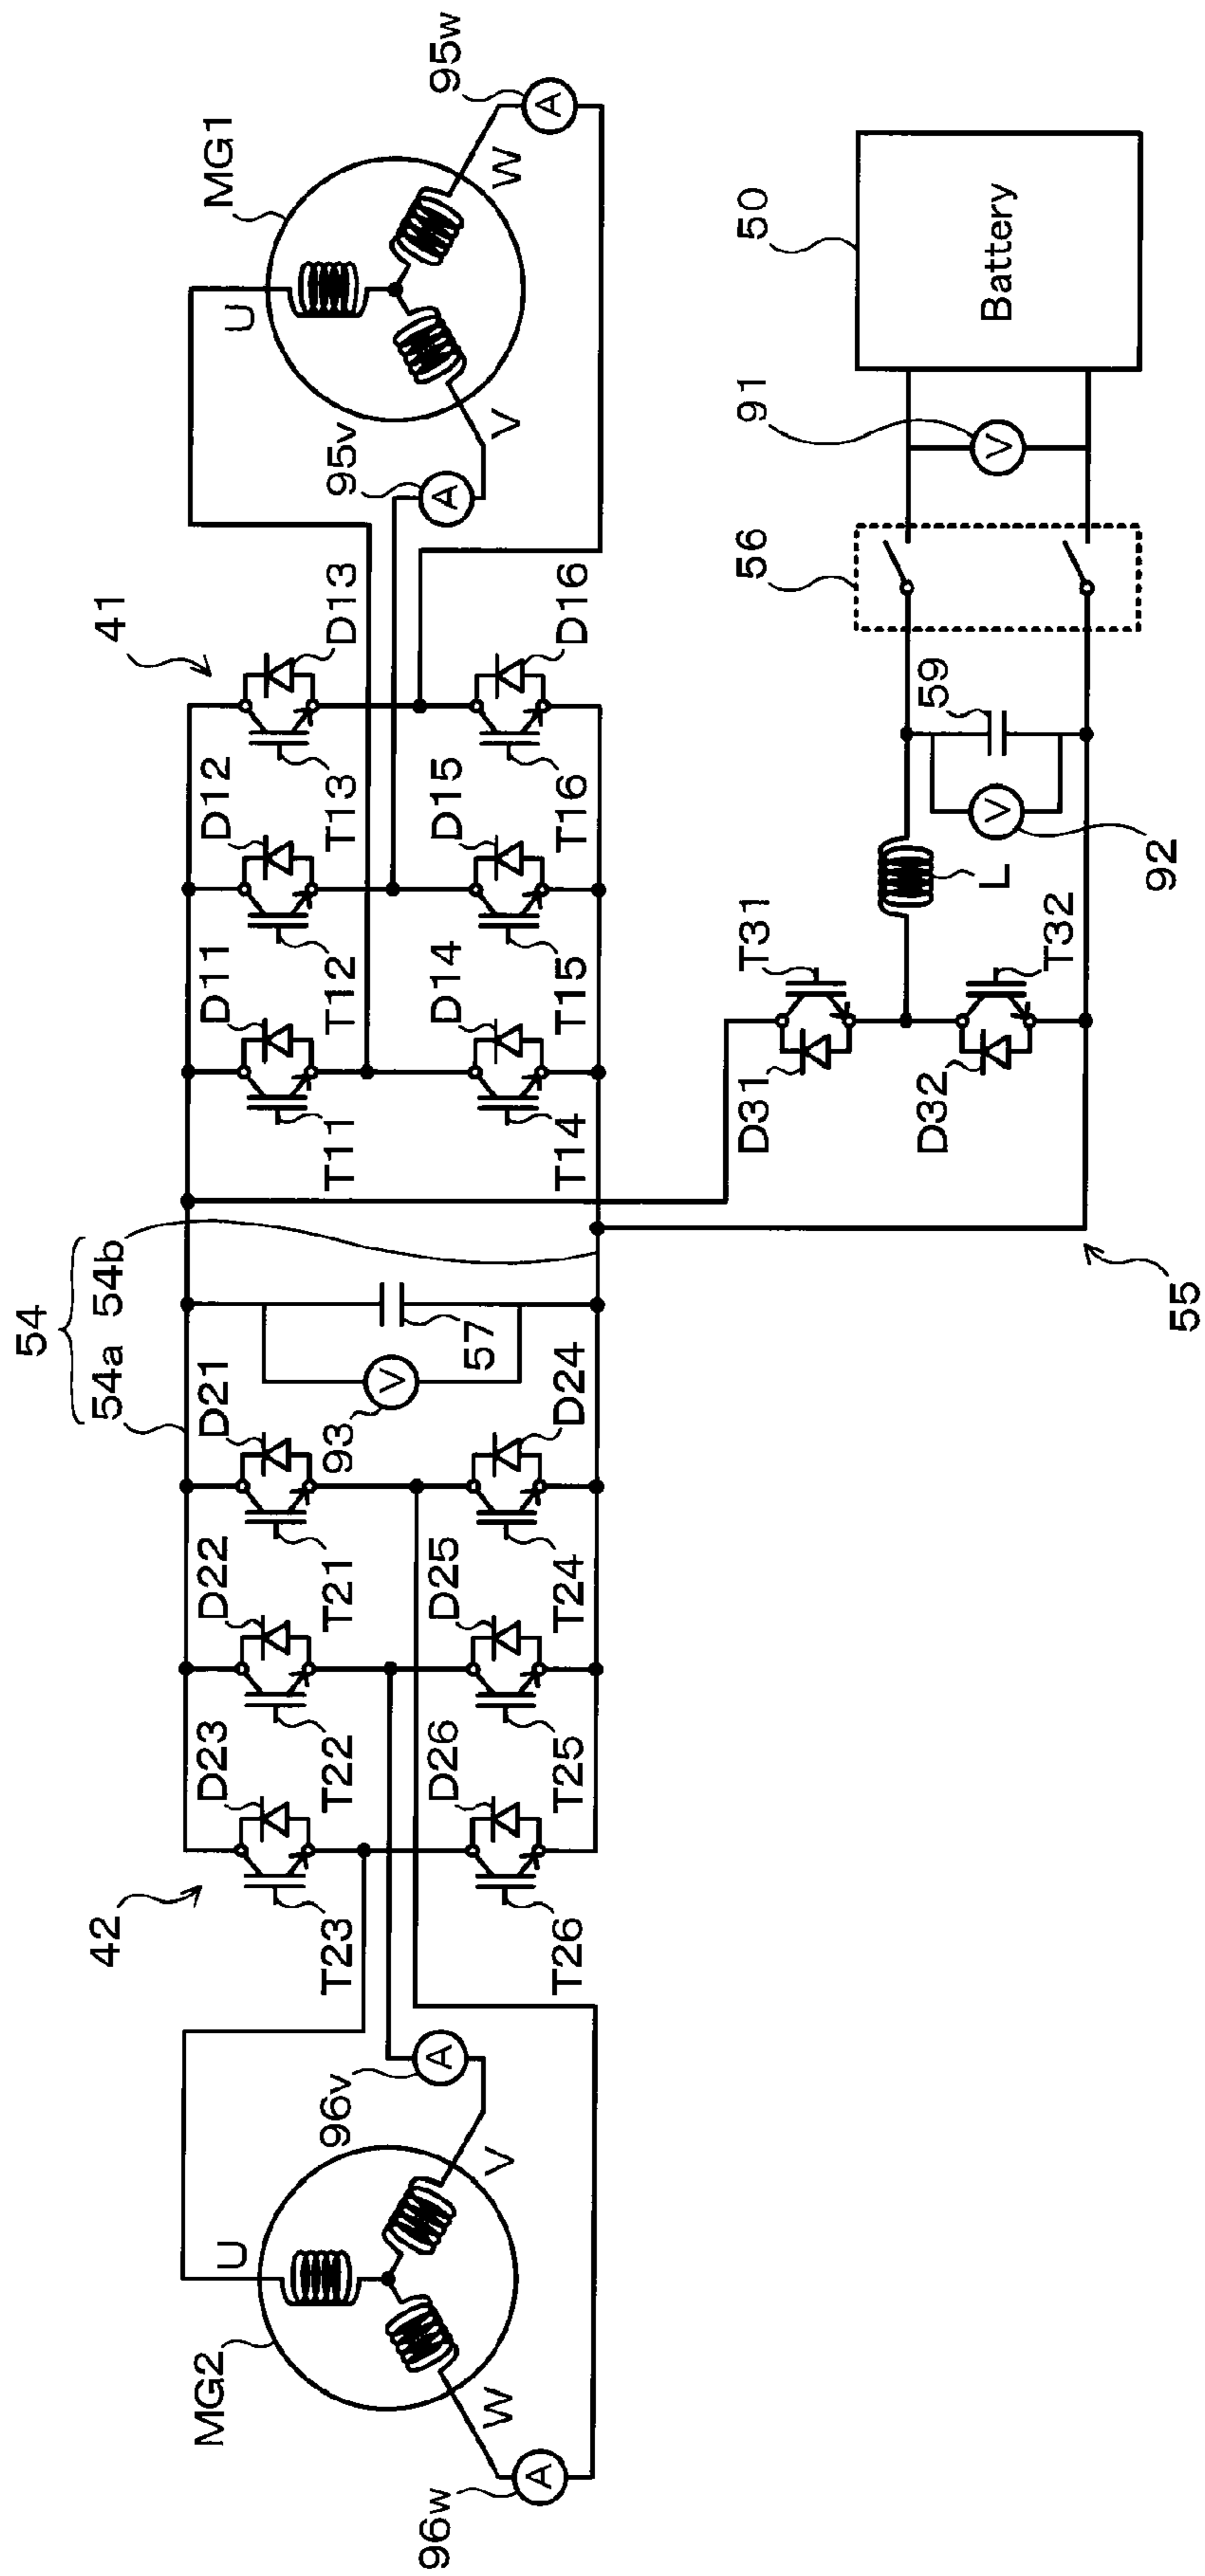 MG2
U
V
W
96v
96w
42
D23
T23
D22
T22
D21
T21
D26
T26
D25
T25
D24
T24
54
54a 54b
93
V
57
41
D11
T11
D12
T12
D13
T13
D14
T14
D15
T15
D16
T16
MG1
U
V
W
95v
95w
A
A
A
A
55
D31
T31
D32
T32
L
59
92
V
56
91
V
50
Battery